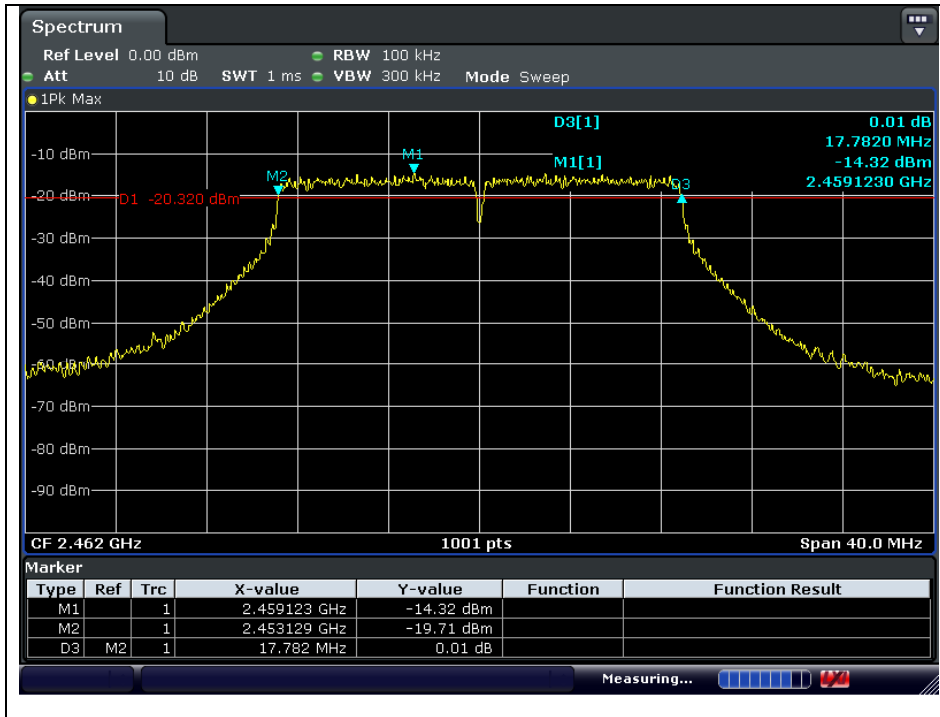 Spectrum
Ref Level 0.00 dBm RBW 100 kHz
Att 10 dB SWT 1 ms VBW 300 kHz Mode Sweep
1Pk Max
D3[1] 0.01 dB
17.7820 MHz
M1[1] -14.32 dBm
2.4591230 GHz
-10 dBm
M1
M2
D3
-20 dBm
D1 -20.320 dBm
-30 dBm
-40 dBm
-50 dBm
-60 dBm
-70 dBm
-80 dBm
-90 dBm
CF 2.462 GHz 1001 pts Span 40.0 MHz
Marker
Type Ref Trc X-value Y-value Function Function Result
M1 1 2.459123 GHz -14.32 dBm
M2 1 2.453129 GHz -19.71 dBm
D3 M2 1 17.782 MHz 0.01 dB
Measuring...